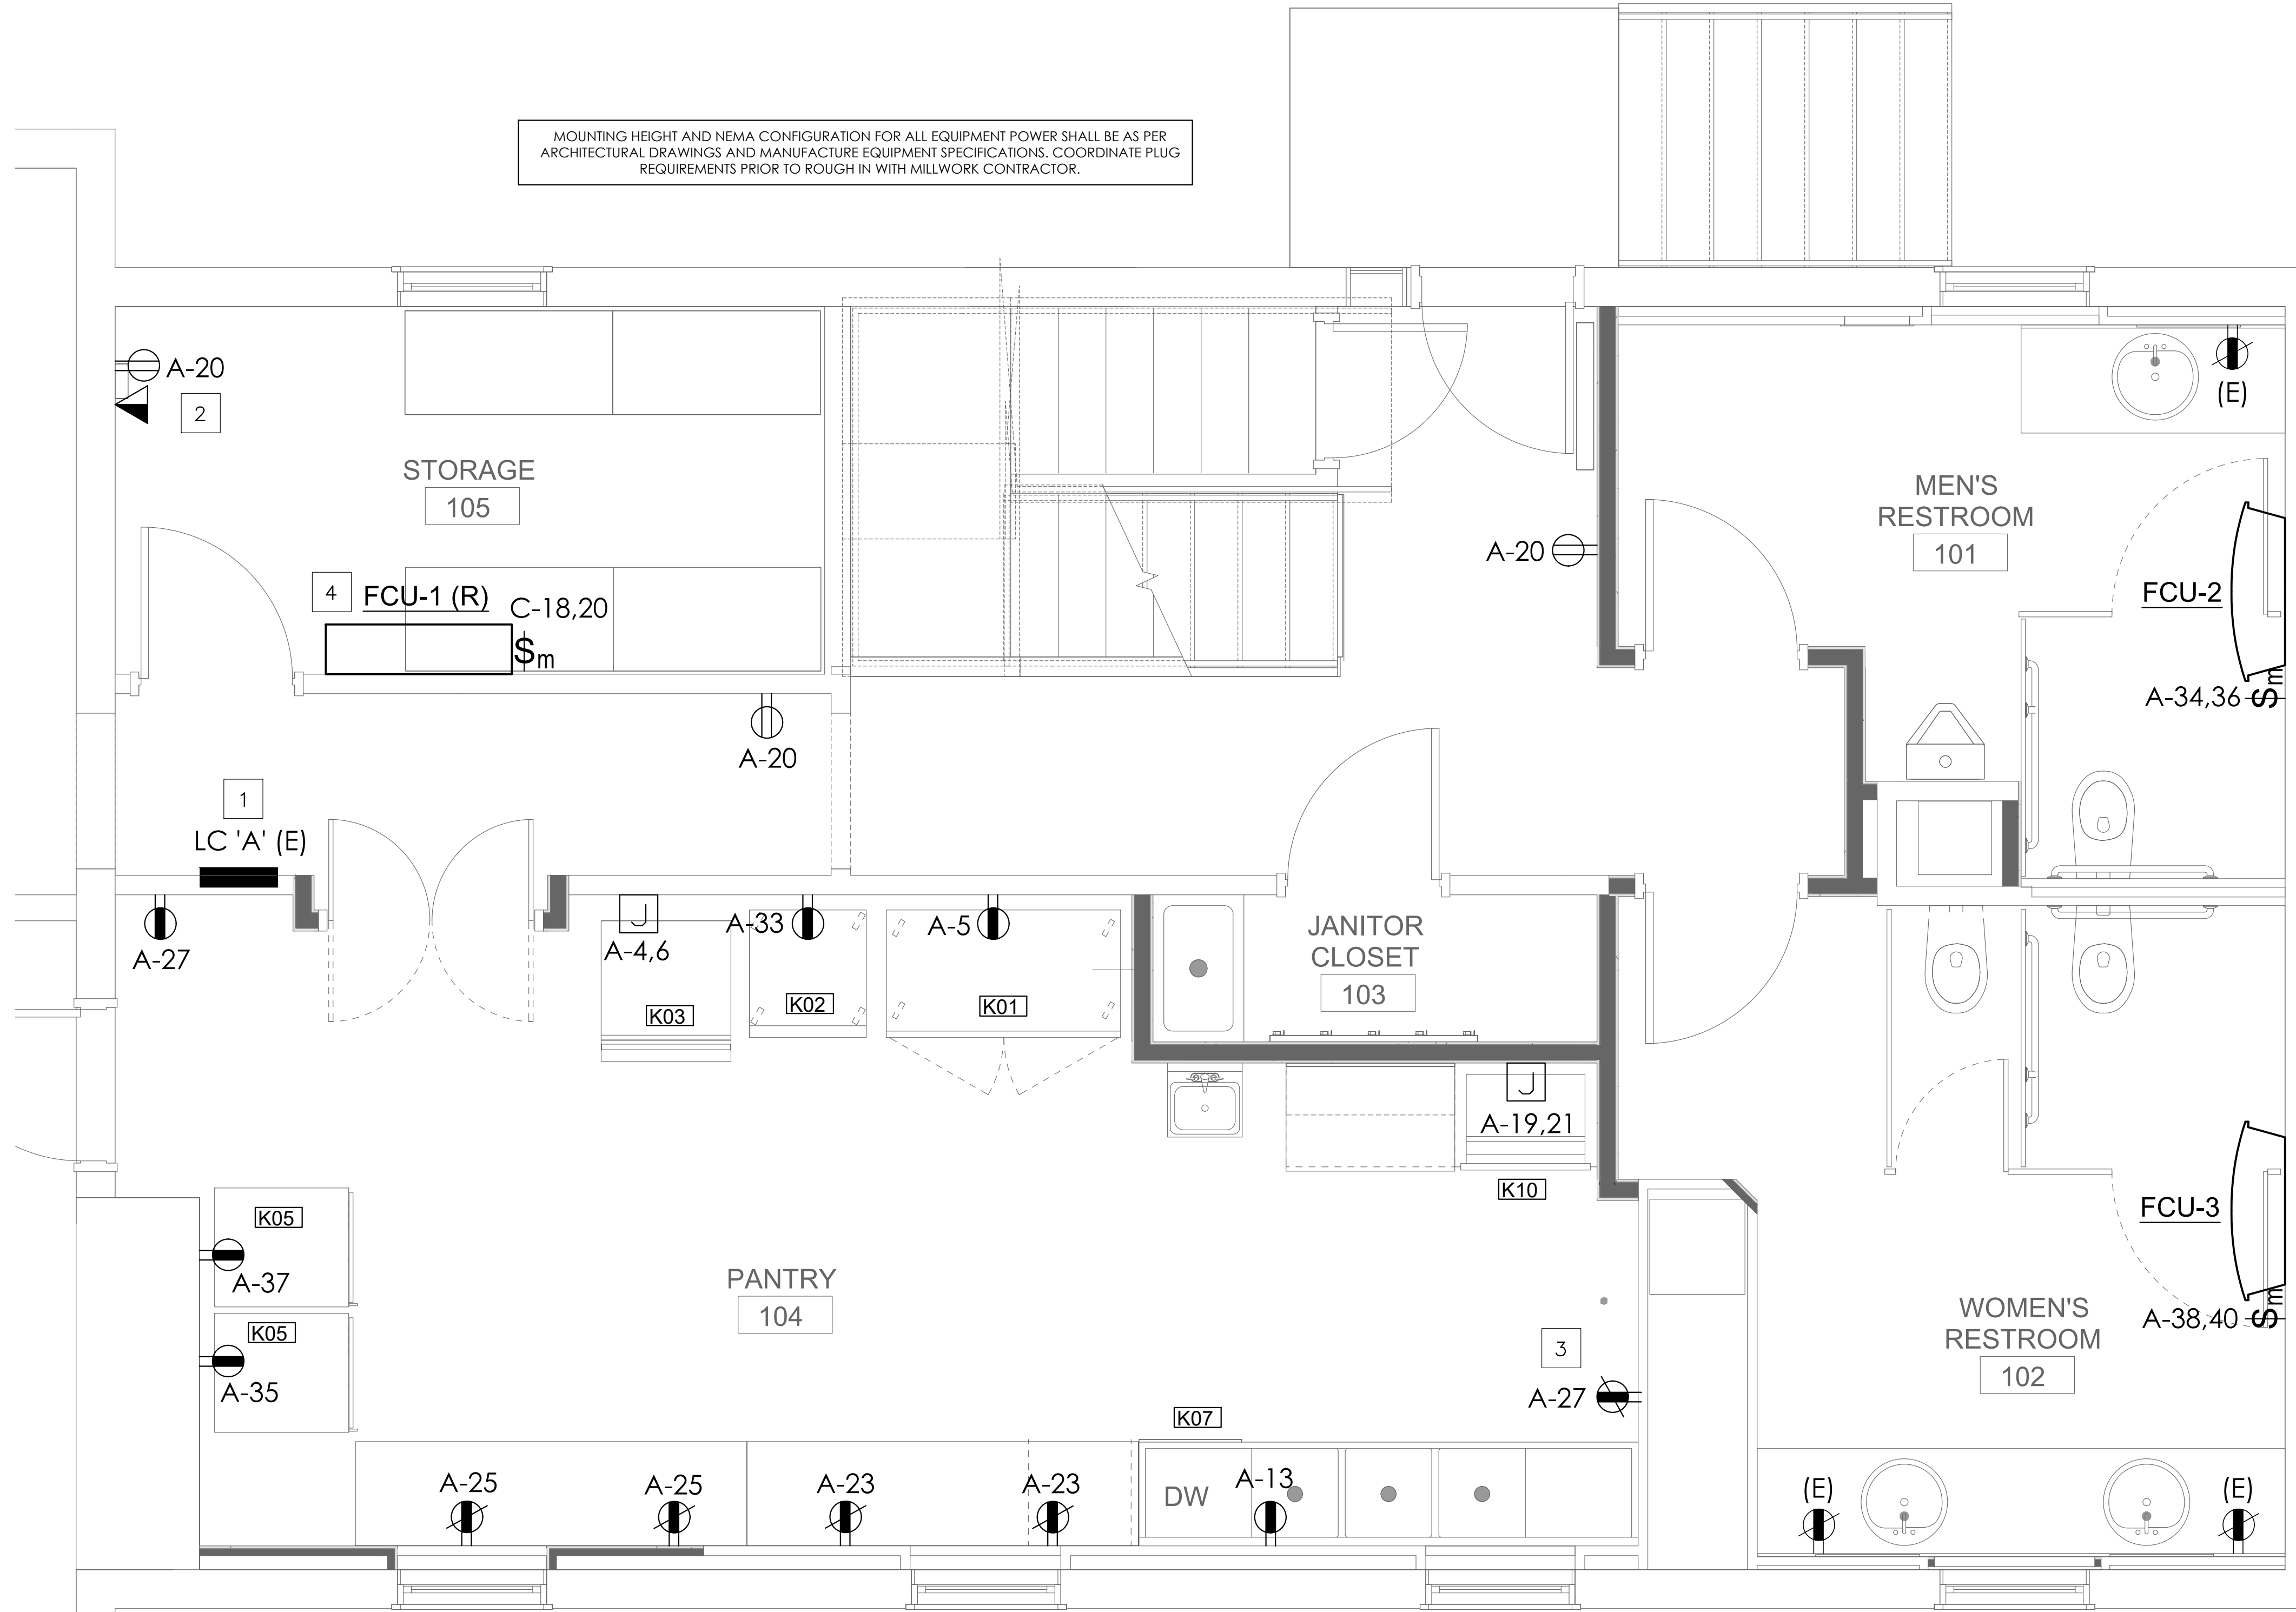 MOUNTING HEIGHT AND NEMA CONFIGURATION FOR ALL EQUIPMENT POWER SHALL BE AS PER
ARCHITECTURAL DRAWINGS AND MANUFACTURE EQUIPMENT SPECIFICATIONS. COORDINATE PLUG
REQUIREMENTS PRIOR TO ROUGH IN WITH MILLWORK CONTRACTOR.
A-20
2
STORAGE
105
4
FCU-1 (R)
C-18,20
$m
A-20
A-20
MEN'S
RESTROOM
101
(E)
FCU-2
A-34,36
$m
1
LC 'A' (E)
A-27
J
A-4,6
K03
A-33
K02
A-5
K01
JANITOR
CLOSET
103
J
A-19,21
K10
K05
A-37
K05
A-35
PANTRY
104
3
A-27
K07
A-25
A-25
A-23
A-23
DW
A-13
FCU-3
A-38,40
$m
WOMEN'S
RESTROOM
102
(E)
(E)